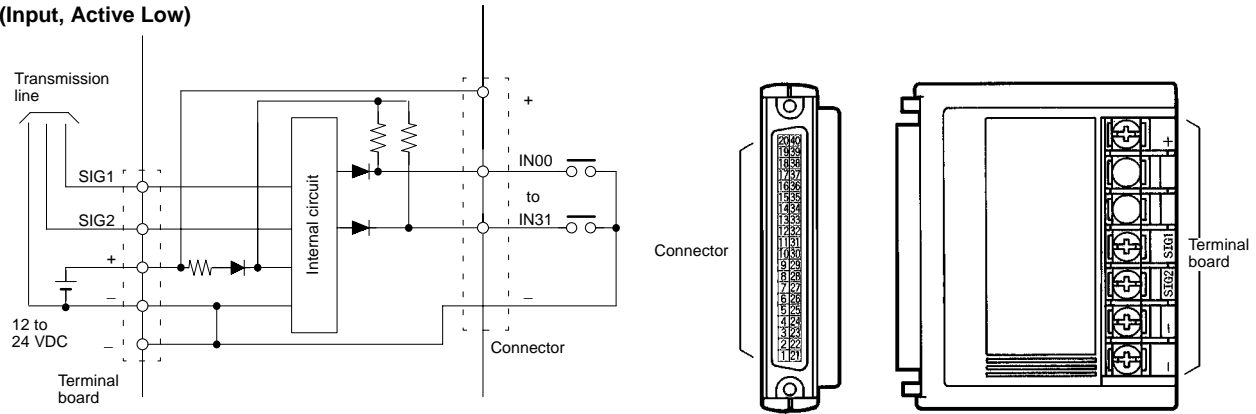 (Input, Active Low)
Transmission
line
SIG1
SIG2
+
–
12 to
24 VDC
–
Terminal
board
Internal circuit
+
IN00
to
IN31
–
Connector
Connector
20 40
19 39
18 38
17 37
16 36
15 35
14 34
13 33
12 32
11 31
10 30
9 29
8 28
7 27
6 26
5 25
4 24
3 23
2 22
1 21
+
SIG1
SIG2
–
–
Terminal
board